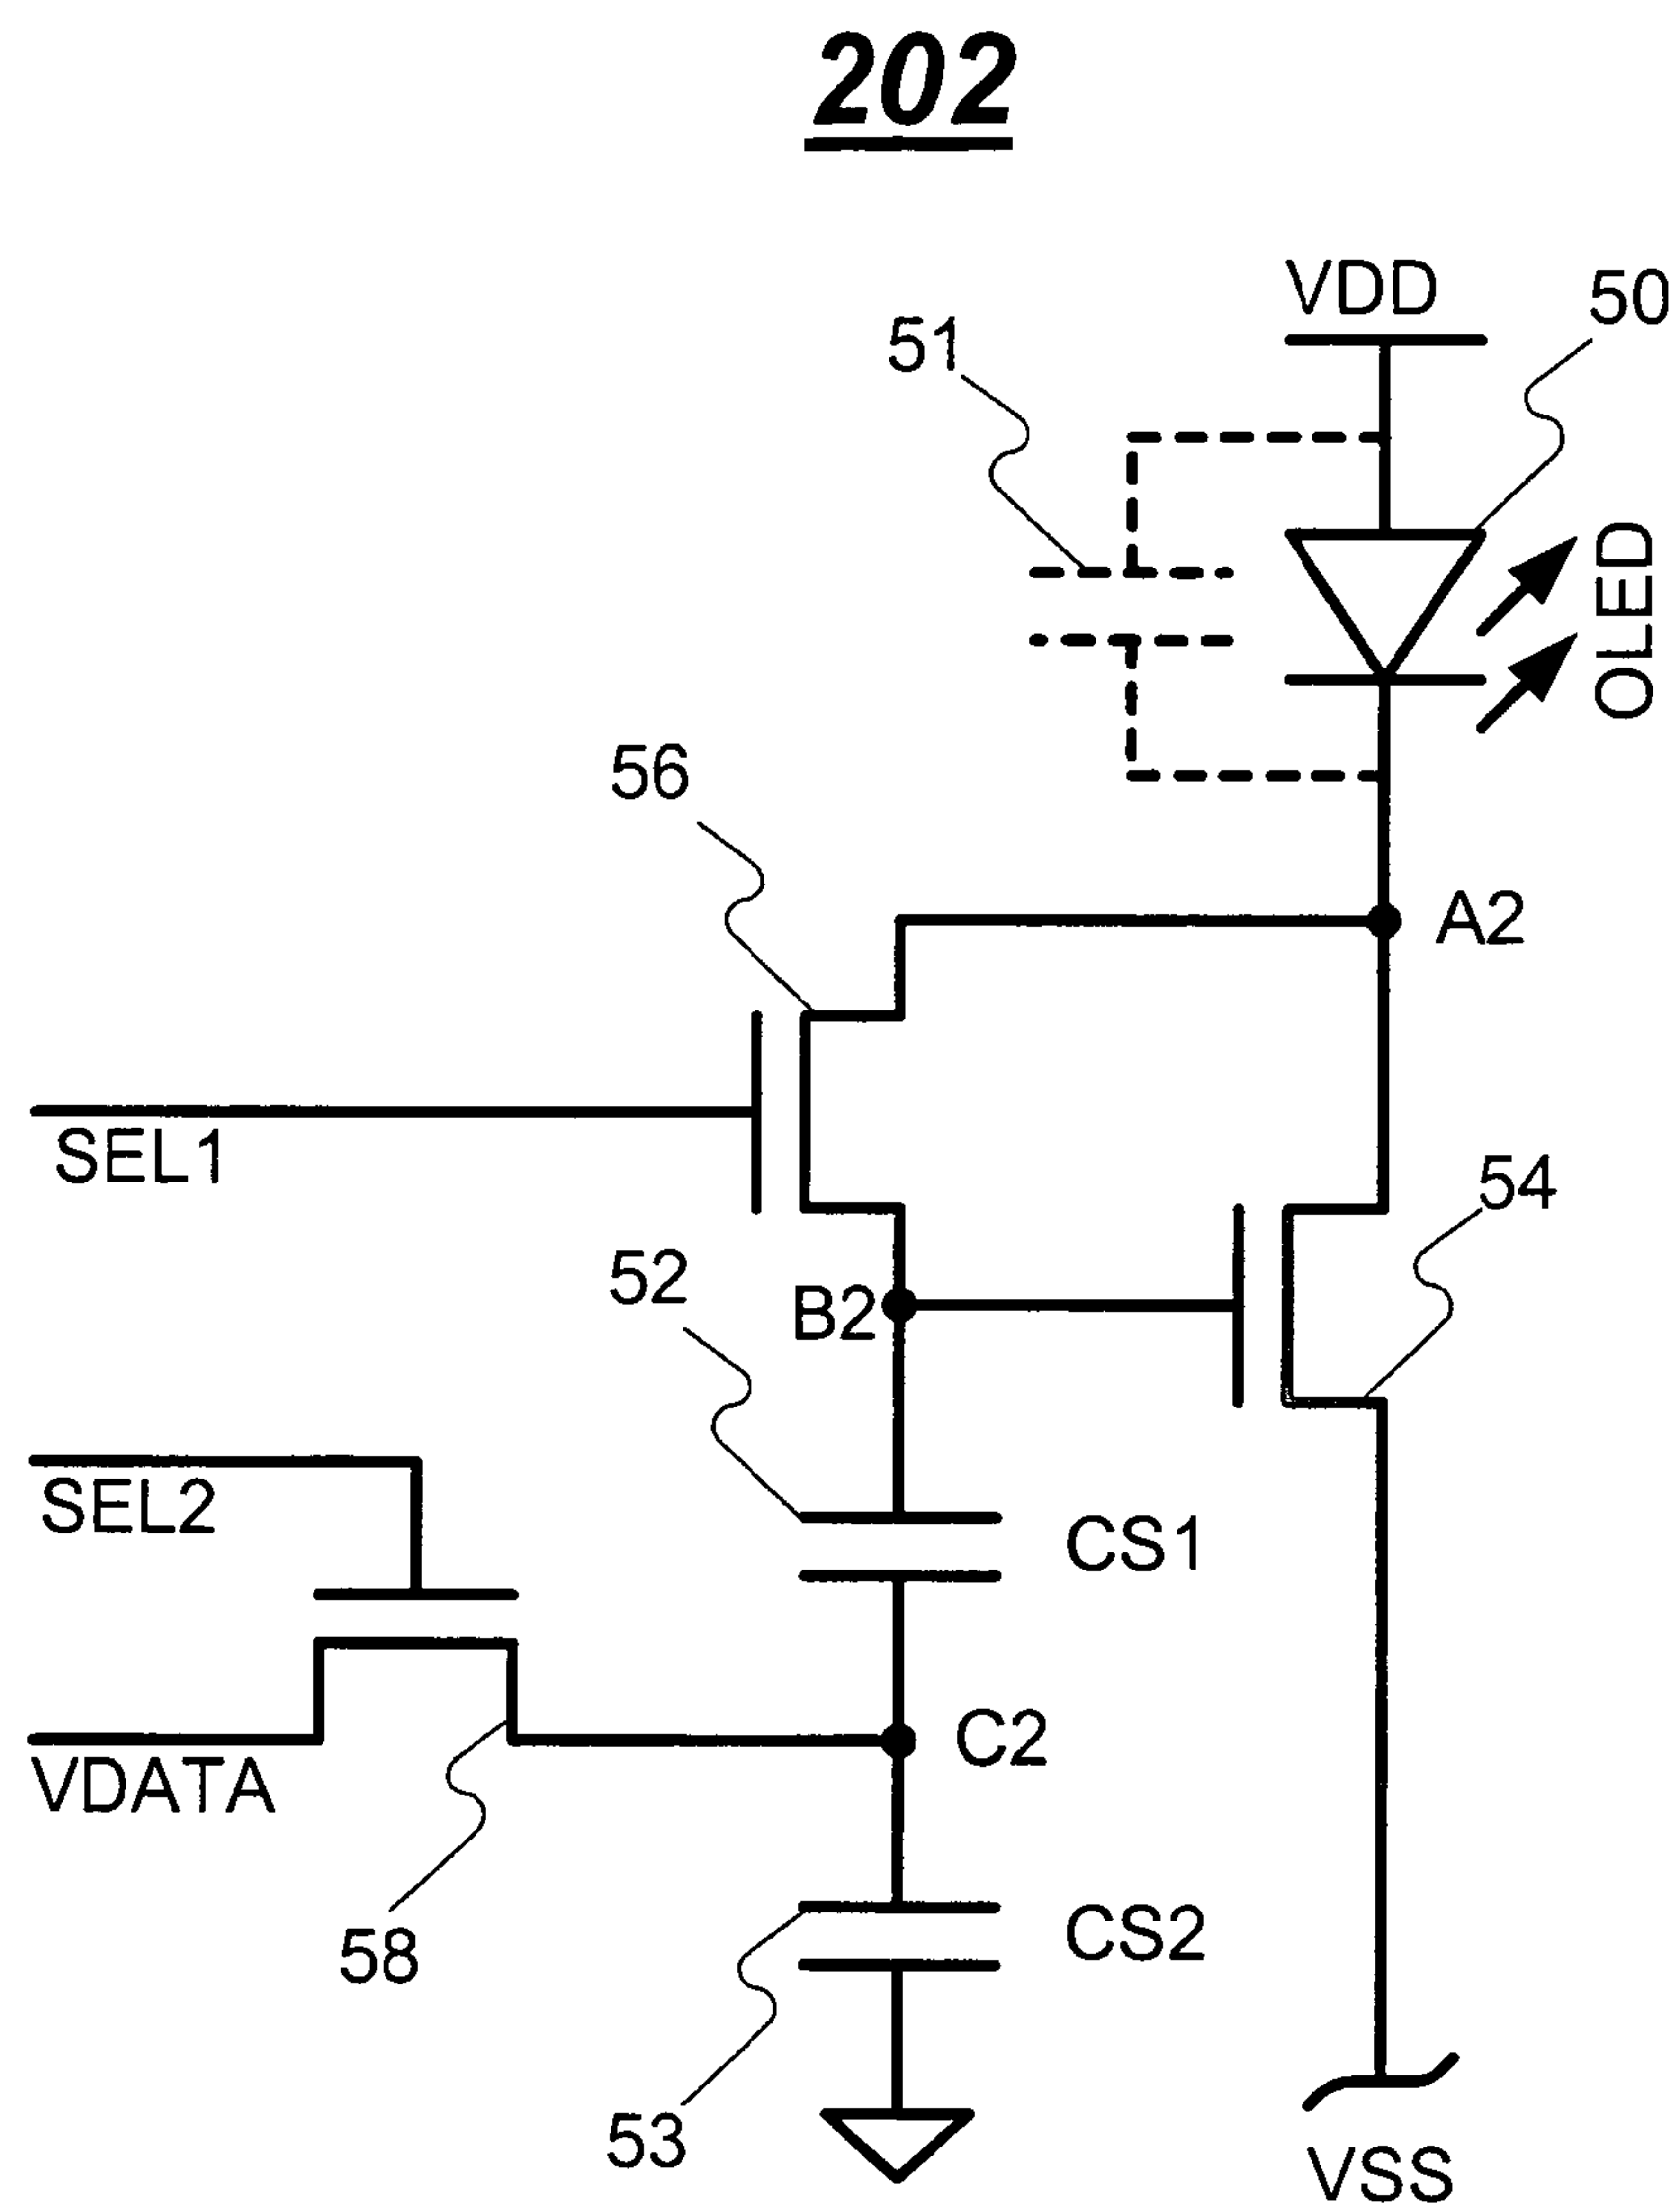 202
VDD
50
51
OLED
56
A2
SEL1
54
52
B2
SEL2
CS1
C2
VDATA
CS2
58
53
VSS